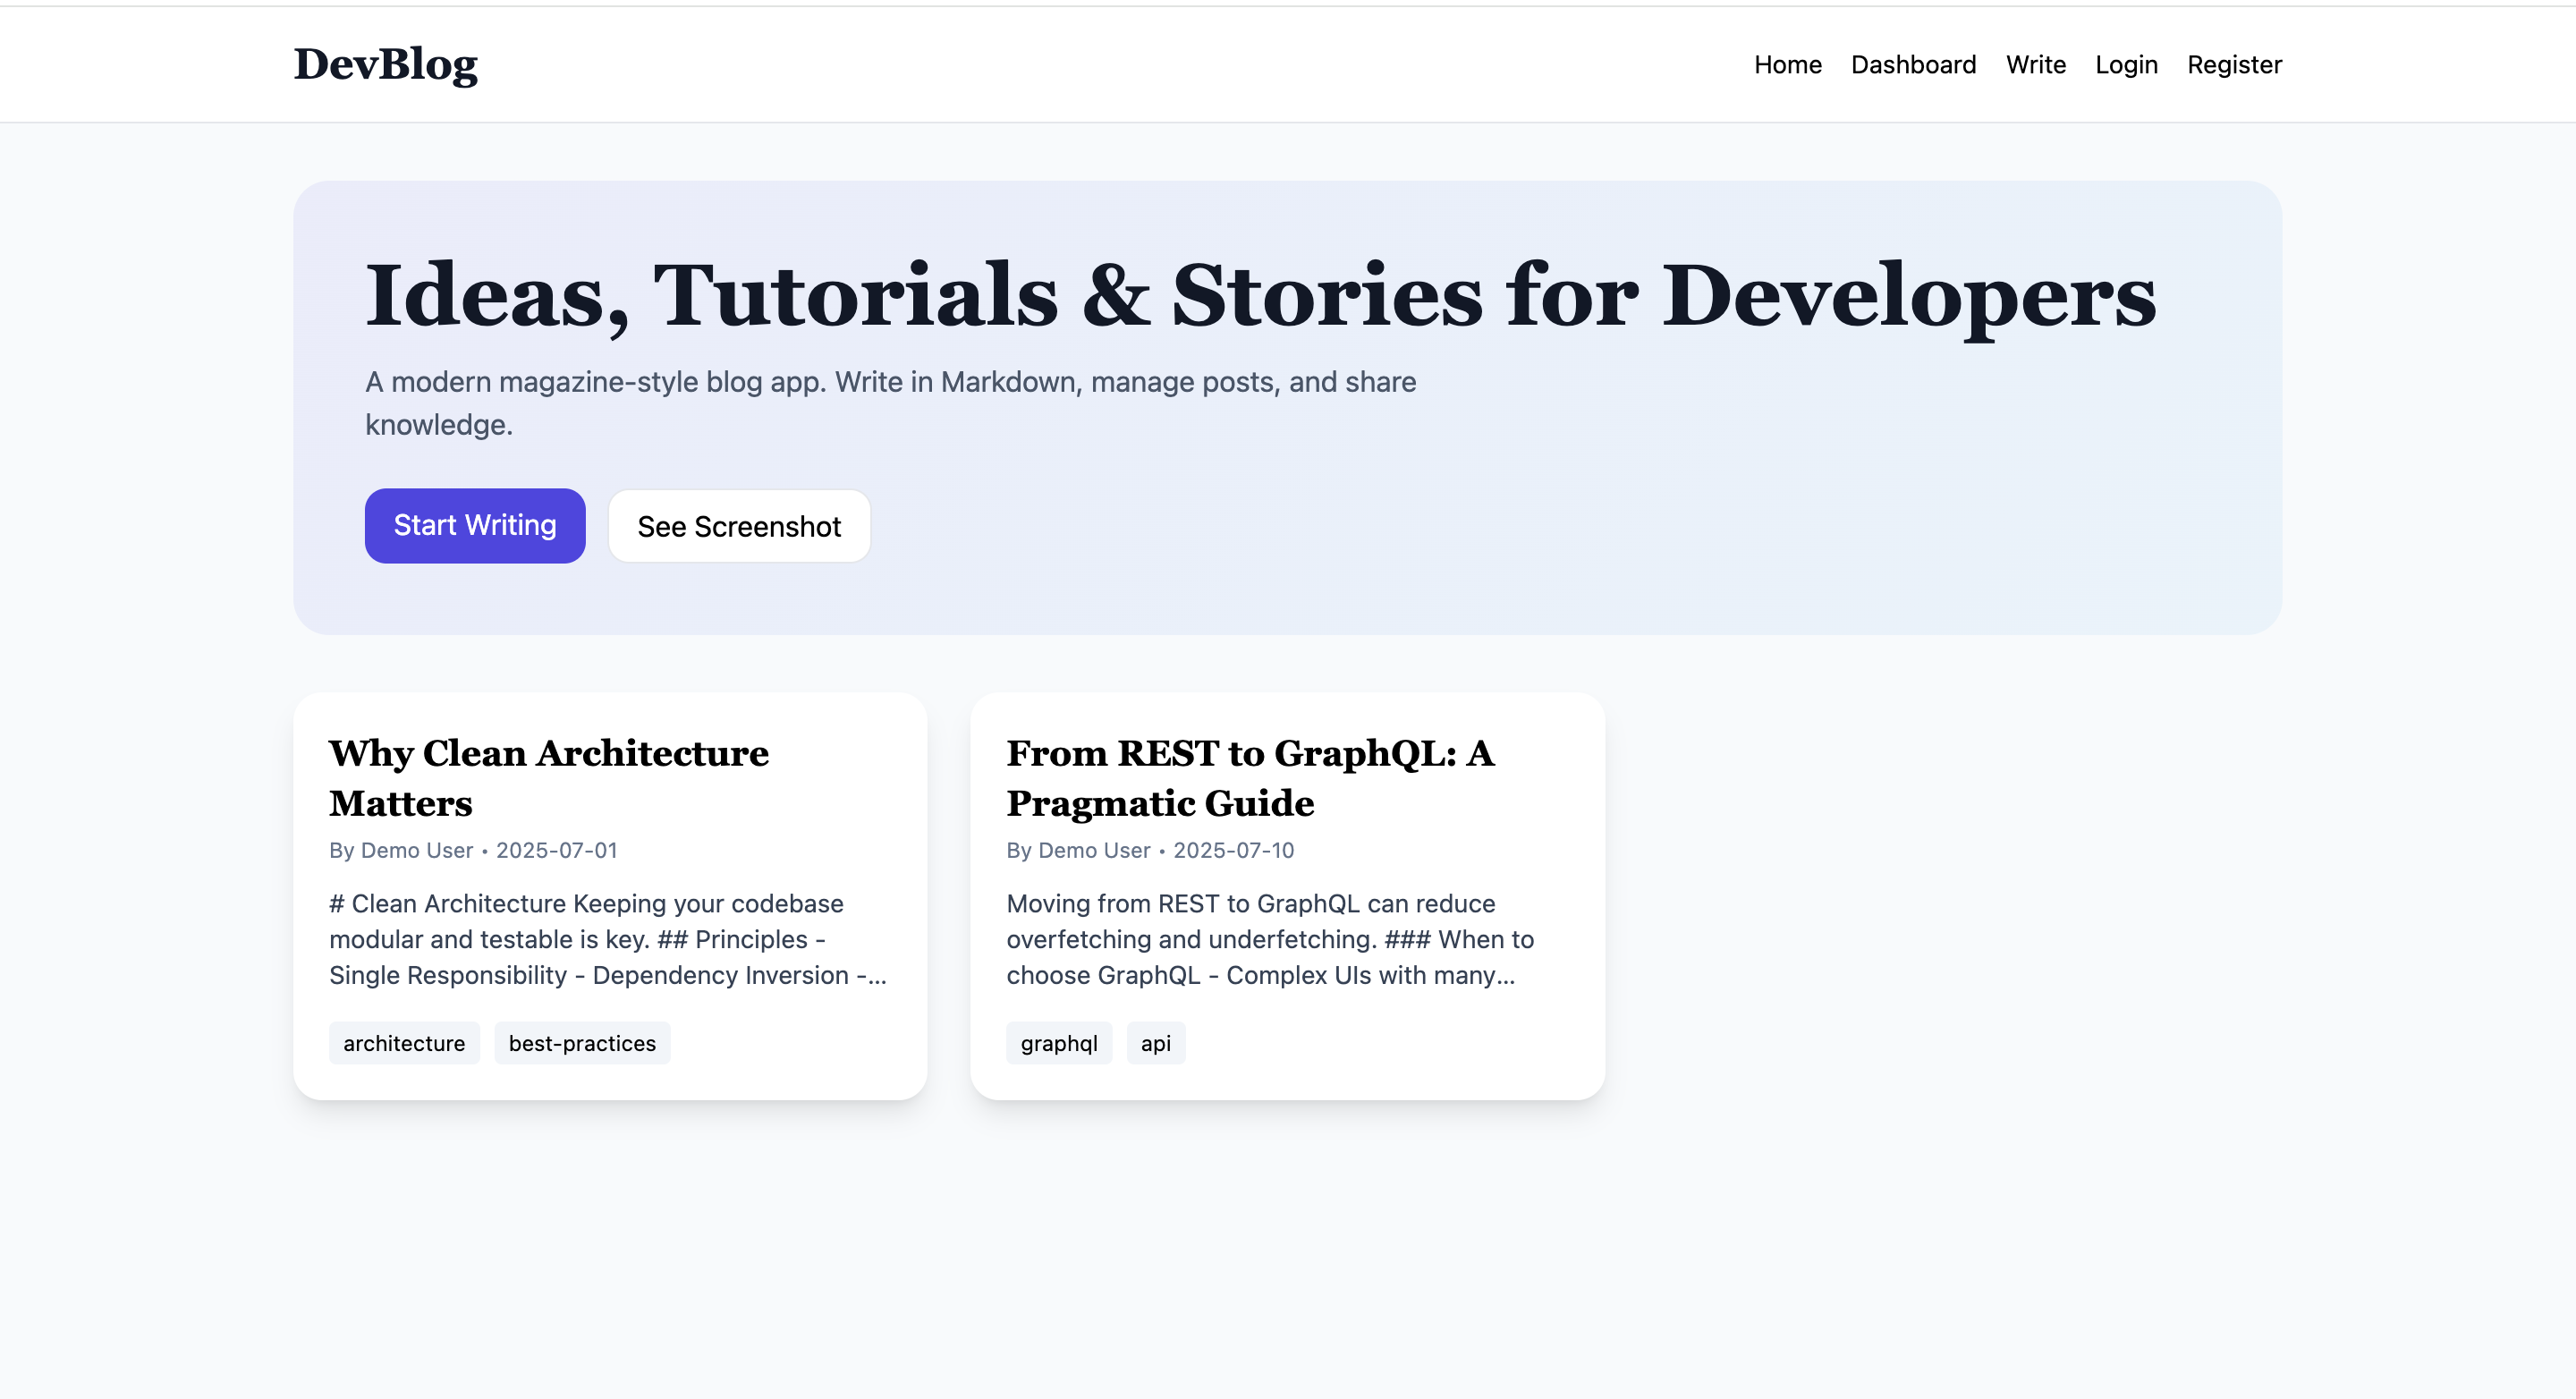 DevBlog
Home Dashboard Write Login Register
Ideas, Tutorials & Stories for Developers
A modern magazine-style blog app. Write in Markdown, manage posts, and share
knowledge.
Start Writing
See Screenshot
Why Clean Architecture
Matters
By Demo User • 2025-07-01
# Clean Architecture Keeping your codebase
modular and testable is key. ## Principles -
Single Responsibility - Dependency Inversion -...
architecture
best-practices
From REST to GraphQL: A
Pragmatic Guide
By Demo User • 2025-07-10
Moving from REST to GraphQL can reduce
overfetching and underfetching. ### When to
choose GraphQL - Complex UIs with many...
graphql
api